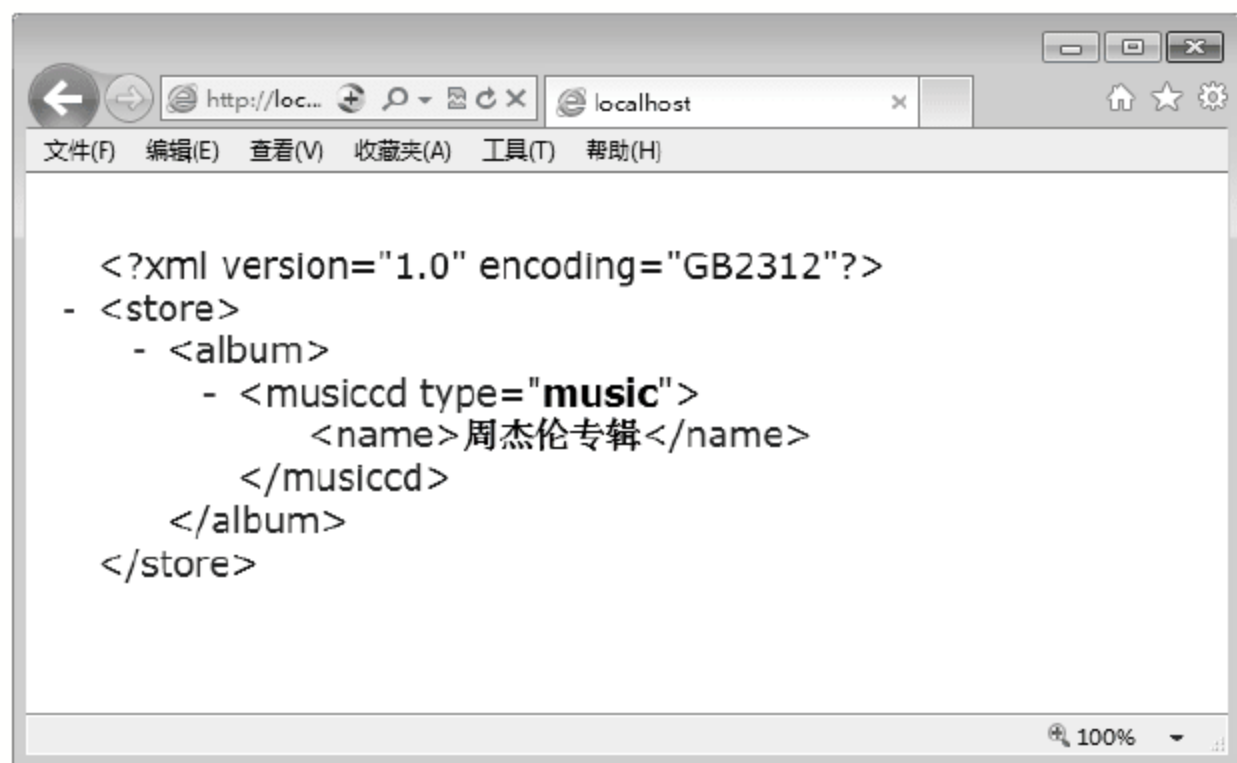 http://loc...
localhost
文件(F) 编辑(E) 查看(V) 收藏夹(A) 工具(T) 帮助(H)
<?xml version="1.0" encoding="GB2312"?>
- <store>
- <album>
- <musiccd type="music">
<name>周杰伦专辑</name>
</musiccd>
</album>
</store>
100%